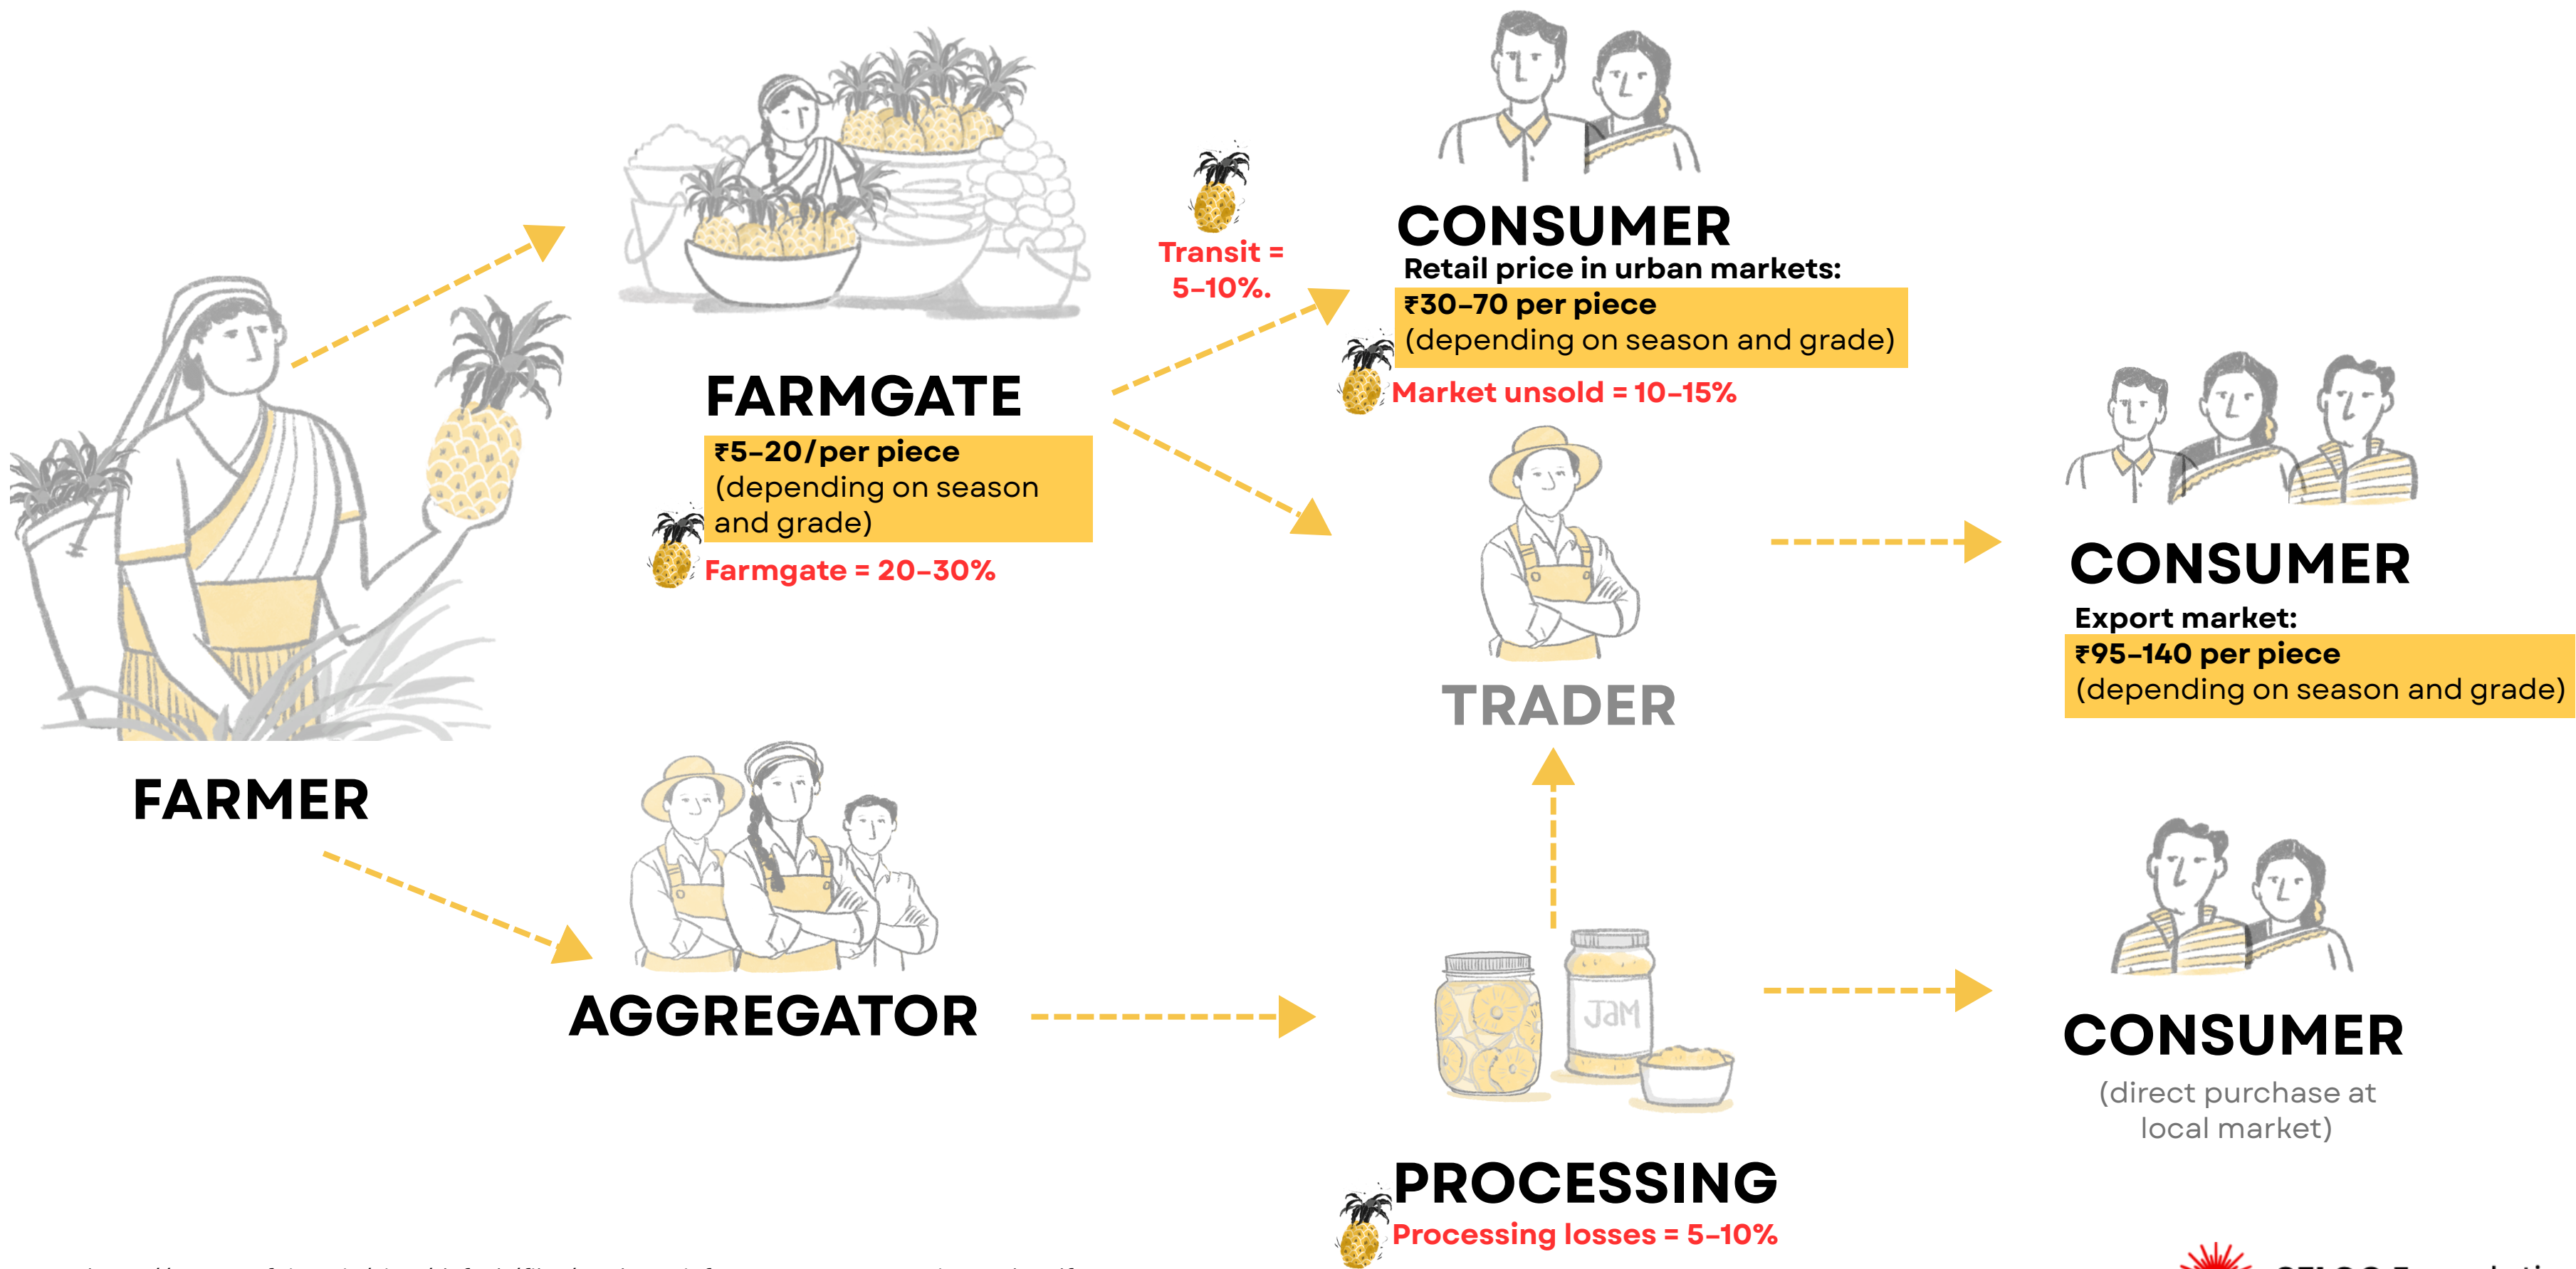 Transit =
5–10%.
CONSUMER
Retail price in urban markets:
₹30–70 per piece
(depending on season and grade)
Market unsold = 10–15%
FARMGATE
₹5–20/per piece
(depending on season
and grade)
Farmgate = 20–30%
TRADER
CONSUMER
Export market:
₹95–140 per piece
(depending on season and grade)
FARMER
AGGREGATOR
JaM
CONSUMER
(direct purchase at
local market)
PROCESSING
Processing losses = 5–10%